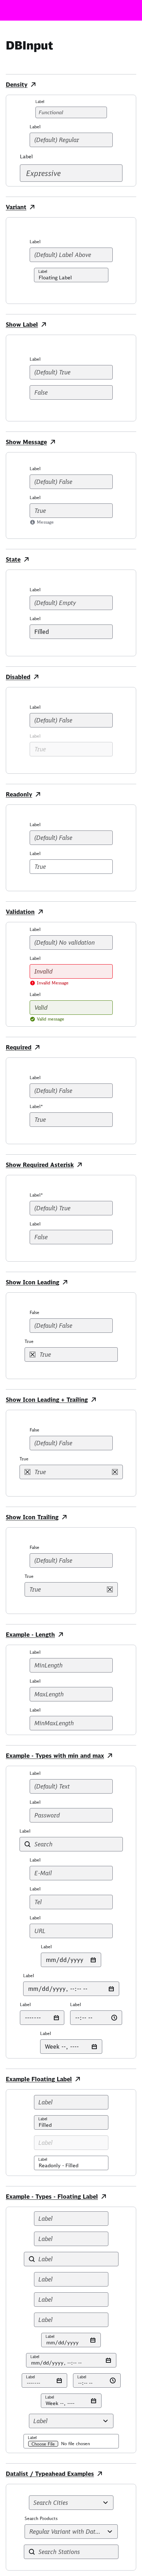 DBInput
Density
Label
Functional
Label
(Default) Regular
Label
Expressive
Variant
Label
(Default) Label Above
Label
Floating Label
Show Label
Label
(Default) True
False
Show Message
Label
(Default) False
Label
True
Message
State
Label
(Default) Empty
Label
Filled
Disabled
Label
(Default) False
Label
True
Readonly
Label
(Default) False
Label
True
Validation
Label
(Default) No validation
Label
Invalid
Invalid Message
Label
Valid
Valid message
Required
Label
(Default) False
Label*
True
Show Required Asterisk
Label*
(Default) True
Label
False
Show Icon Leading
False
(Default) False
True
True
Show Icon Leading + Trailing
False
(Default) False
True
True
Show Icon Trailing
False
(Default) False
True
True
Example - Length
Label
MinLength
Label
MaxLength
Label
MinMaxLength
Example - Types with min and max
Label
(Default) Text
Label
Password
Label
Search
Label
E-Mail
Label
Tel
Label
URL
Label
mm/dd/yyyy
Label
mm/dd/yyyy, --:-- --
Label Label
------- --:-- --
Label
Week --, ----
Example Floating Label
Label
Label
Filled
Label
Label
Readonly - Filled
Example - Types - Floating Label
Label
Label
Label
Label
Label
Label
Label
mm/dd/yyyy
Label
mm/dd/yyyy, --:-- --
Label Label
------- --:-- --
Label
Week --, ----
Label
Label
Choose File No file chosen
Datalist / Typeahead Examples
Search Cities
Search Products
Regular Variant with Dat...
Search Stations